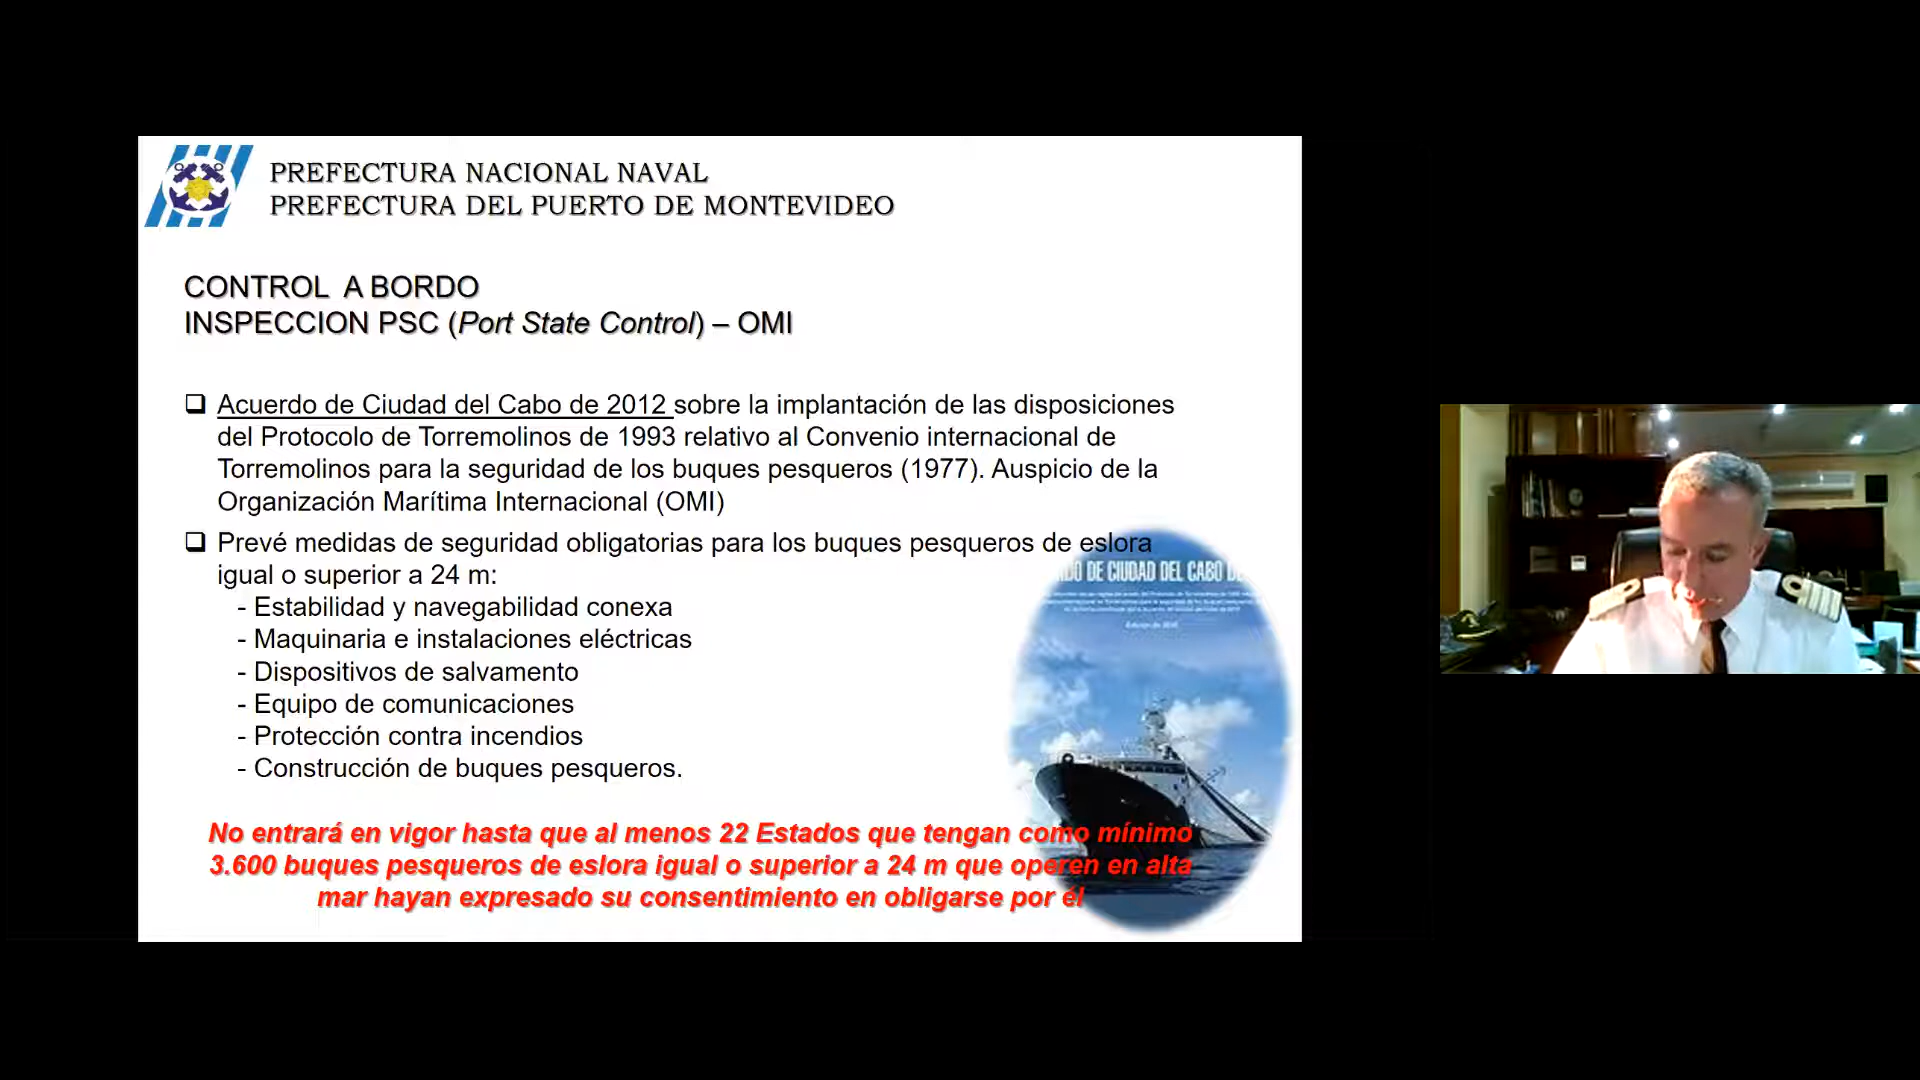 PREFECTURA NACIONAL NAVAL
PREFECTURA DEL PUERTO DE MONTEVIDEO
CONTROL A BORDO
INSPECCION PSC (Port State Control) – OMI
❑ Acuerdo de Ciudad del Cabo de 2012 sobre la implantación de las disposiciones
del Protocolo de Torremolinos de 1993 relativo al Convenio internacional de
Torremolinos para la seguridad de los buques pesqueros (1977). Auspicio de la
Organización Marítima Internacional (OMI)
❑ Prevé medidas de seguridad obligatorias para los buques pesqueros de eslora
igual o superior a 24 m:
- Estabilidad y navegabilidad conexa
- Maquinaria e instalaciones eléctricas
- Dispositivos de salvamento
- Equipo de comunicaciones
- Protección contra incendios
- Construcción de buques pesqueros.
DE CIUDAD DEL CABO
No entrará en vigor hasta que al menos 22 Estados que tengan como mínimo
3.600 buques pesqueros de eslora igual o superior a 24 m que operen en alta
mar hayan expresado su consentimiento en obligarse por él